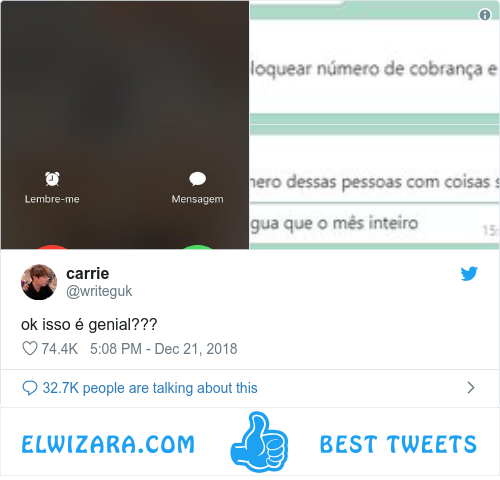 Lembre-me
Mensagem
loquear número de cobrança e
nero dessas pessoas com coisas s
gua que o mês inteiro
15:
carrie
@writeguk
ok isso é genial???
74.4K 5:08 PM - Dec 21, 2018
32.7K people are talking about this
ELWIZARA.COM
BEST TWEETS